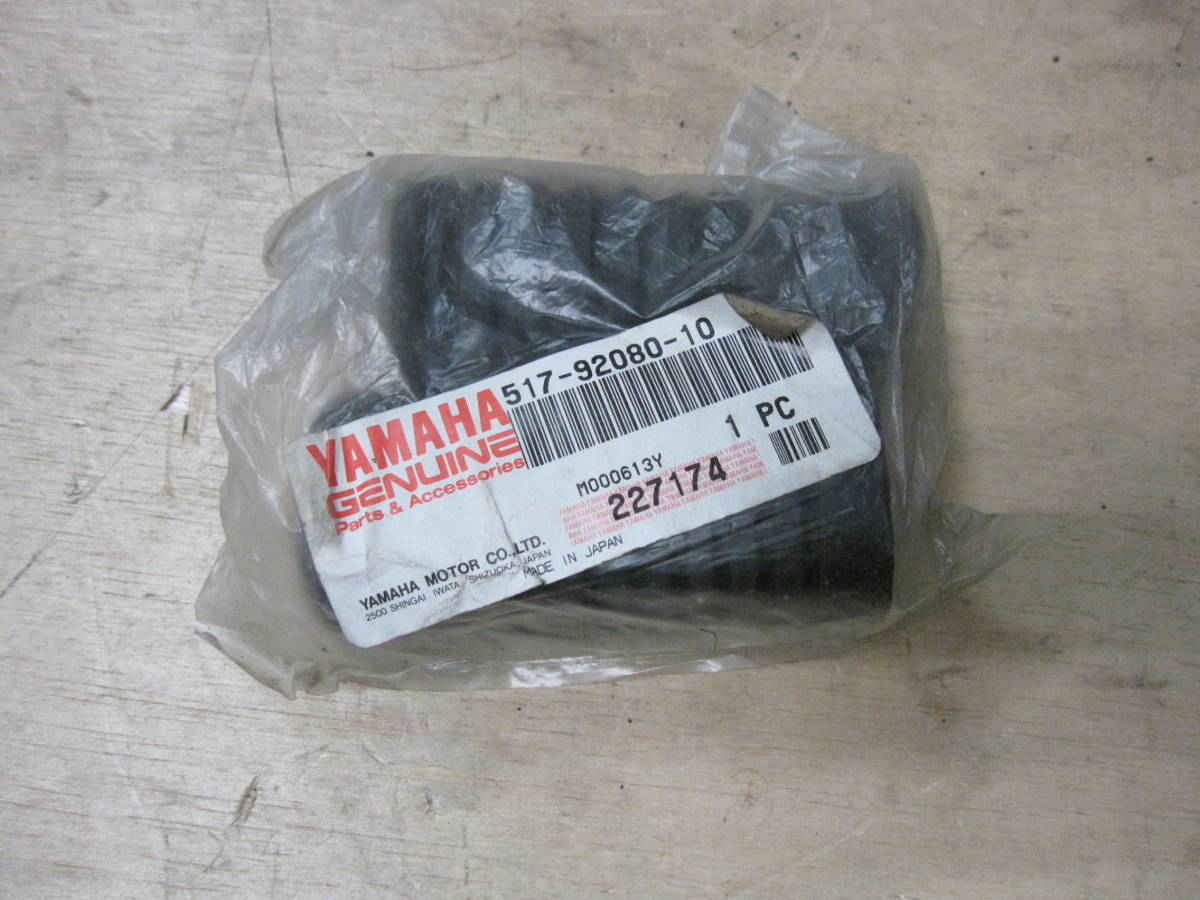 517-92080-10
YAMAHA
GENUINE
Parts & Accessories
1 PC
M000613Y
227174
YAMAHA MOTOR CO.,LTD.
2500 SHINGAI IWATA SHIZUOKA JAPAN
MADE IN JAPAN